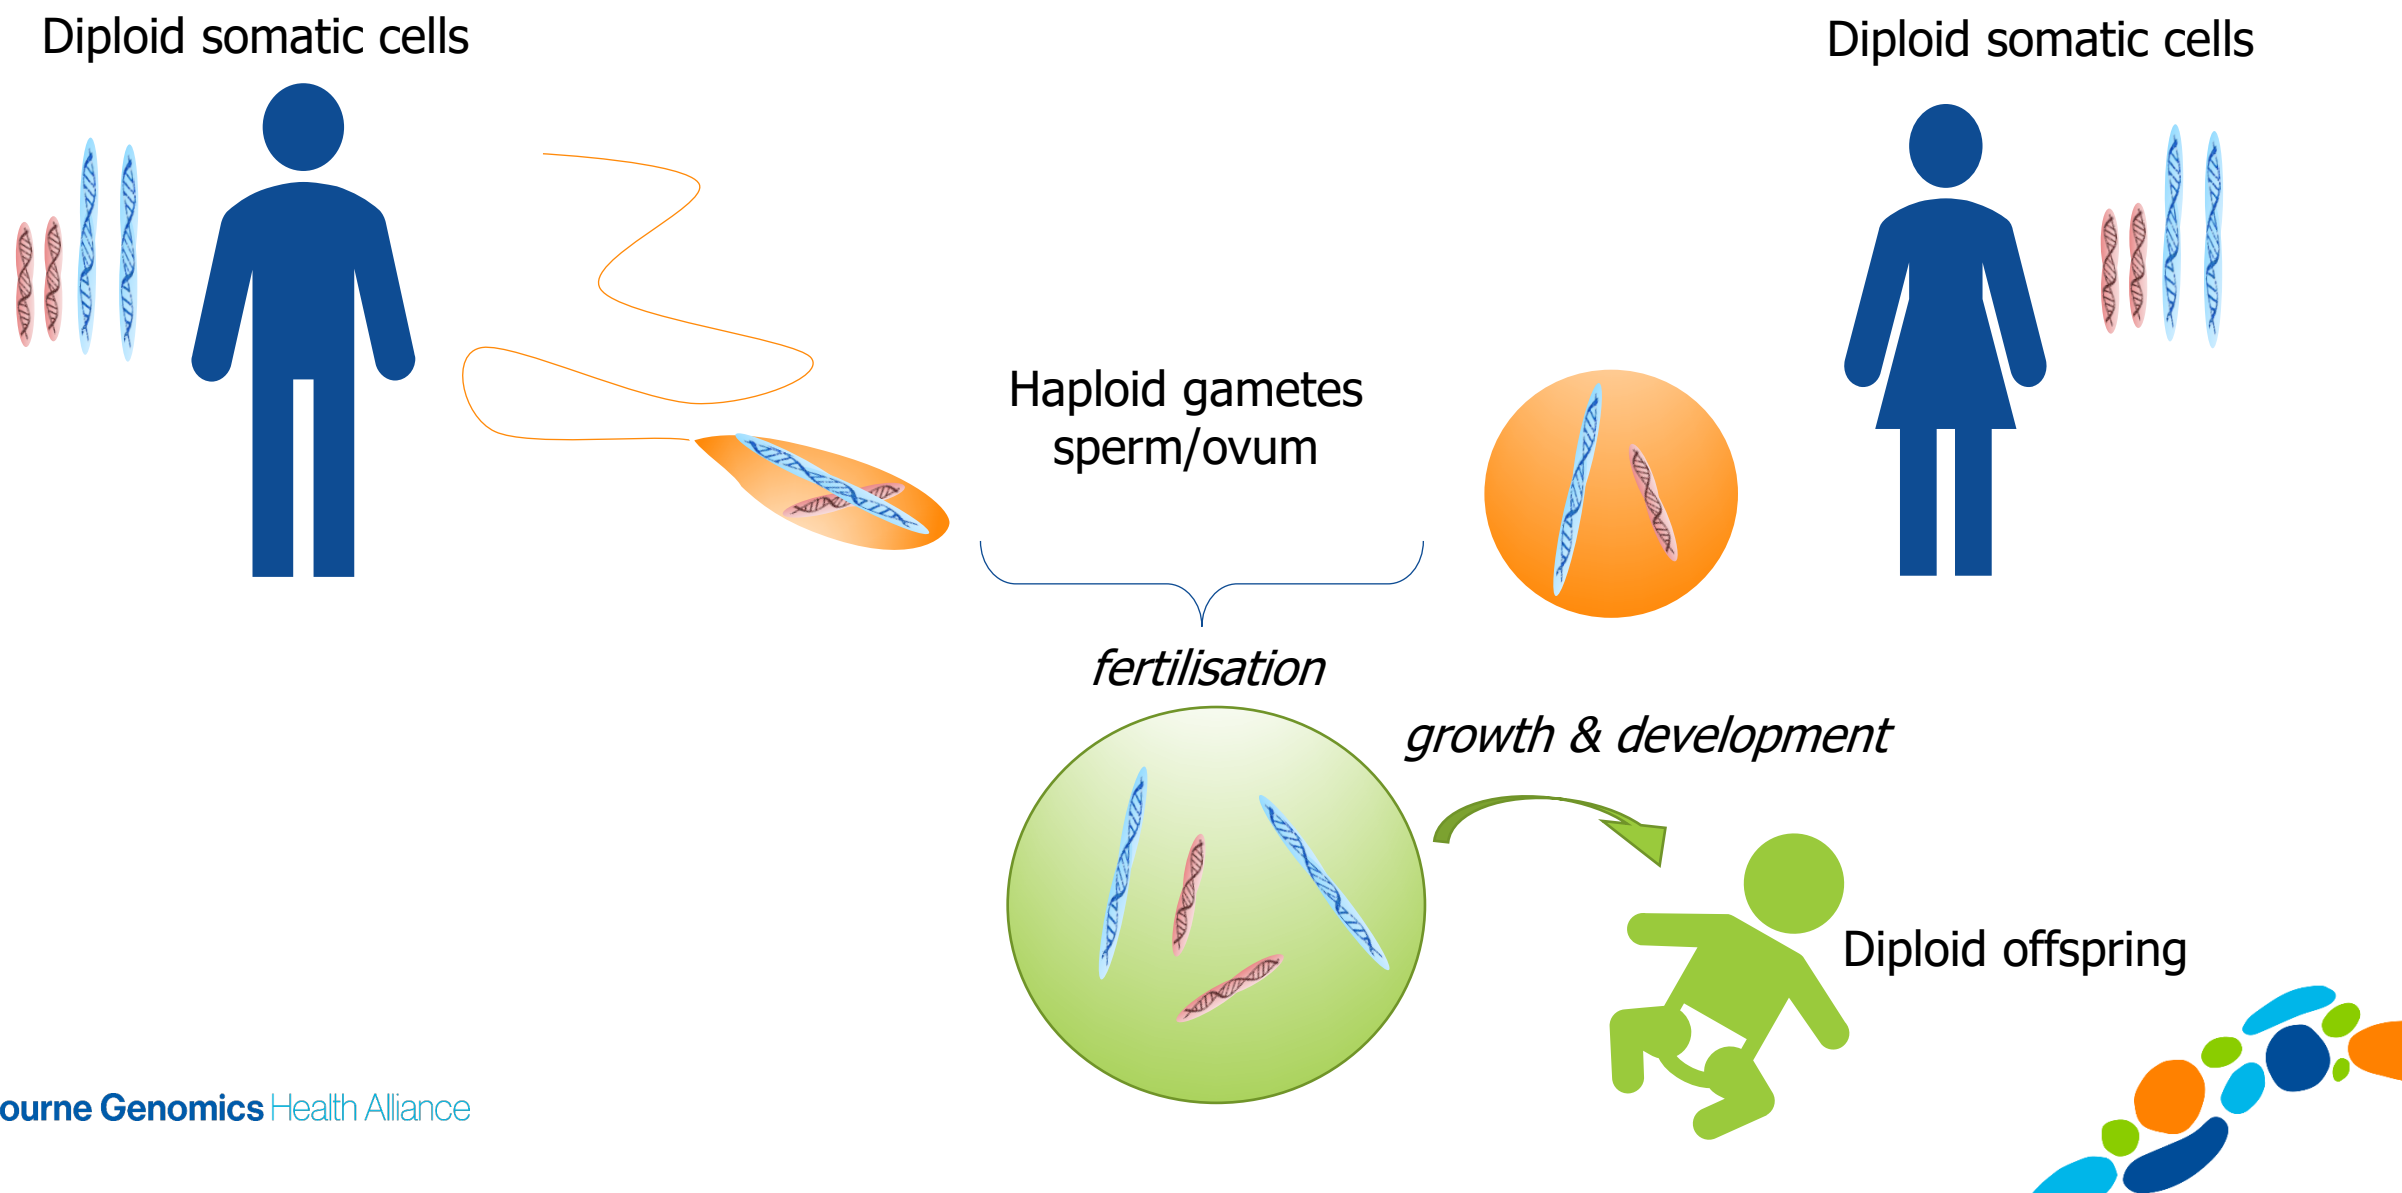 Diploid somatic cells
Diploid somatic cells
Haploid gametes
sperm/ovum
fertilisation
growth & development
Diploid offspring
ourne Genomics Health Alliance